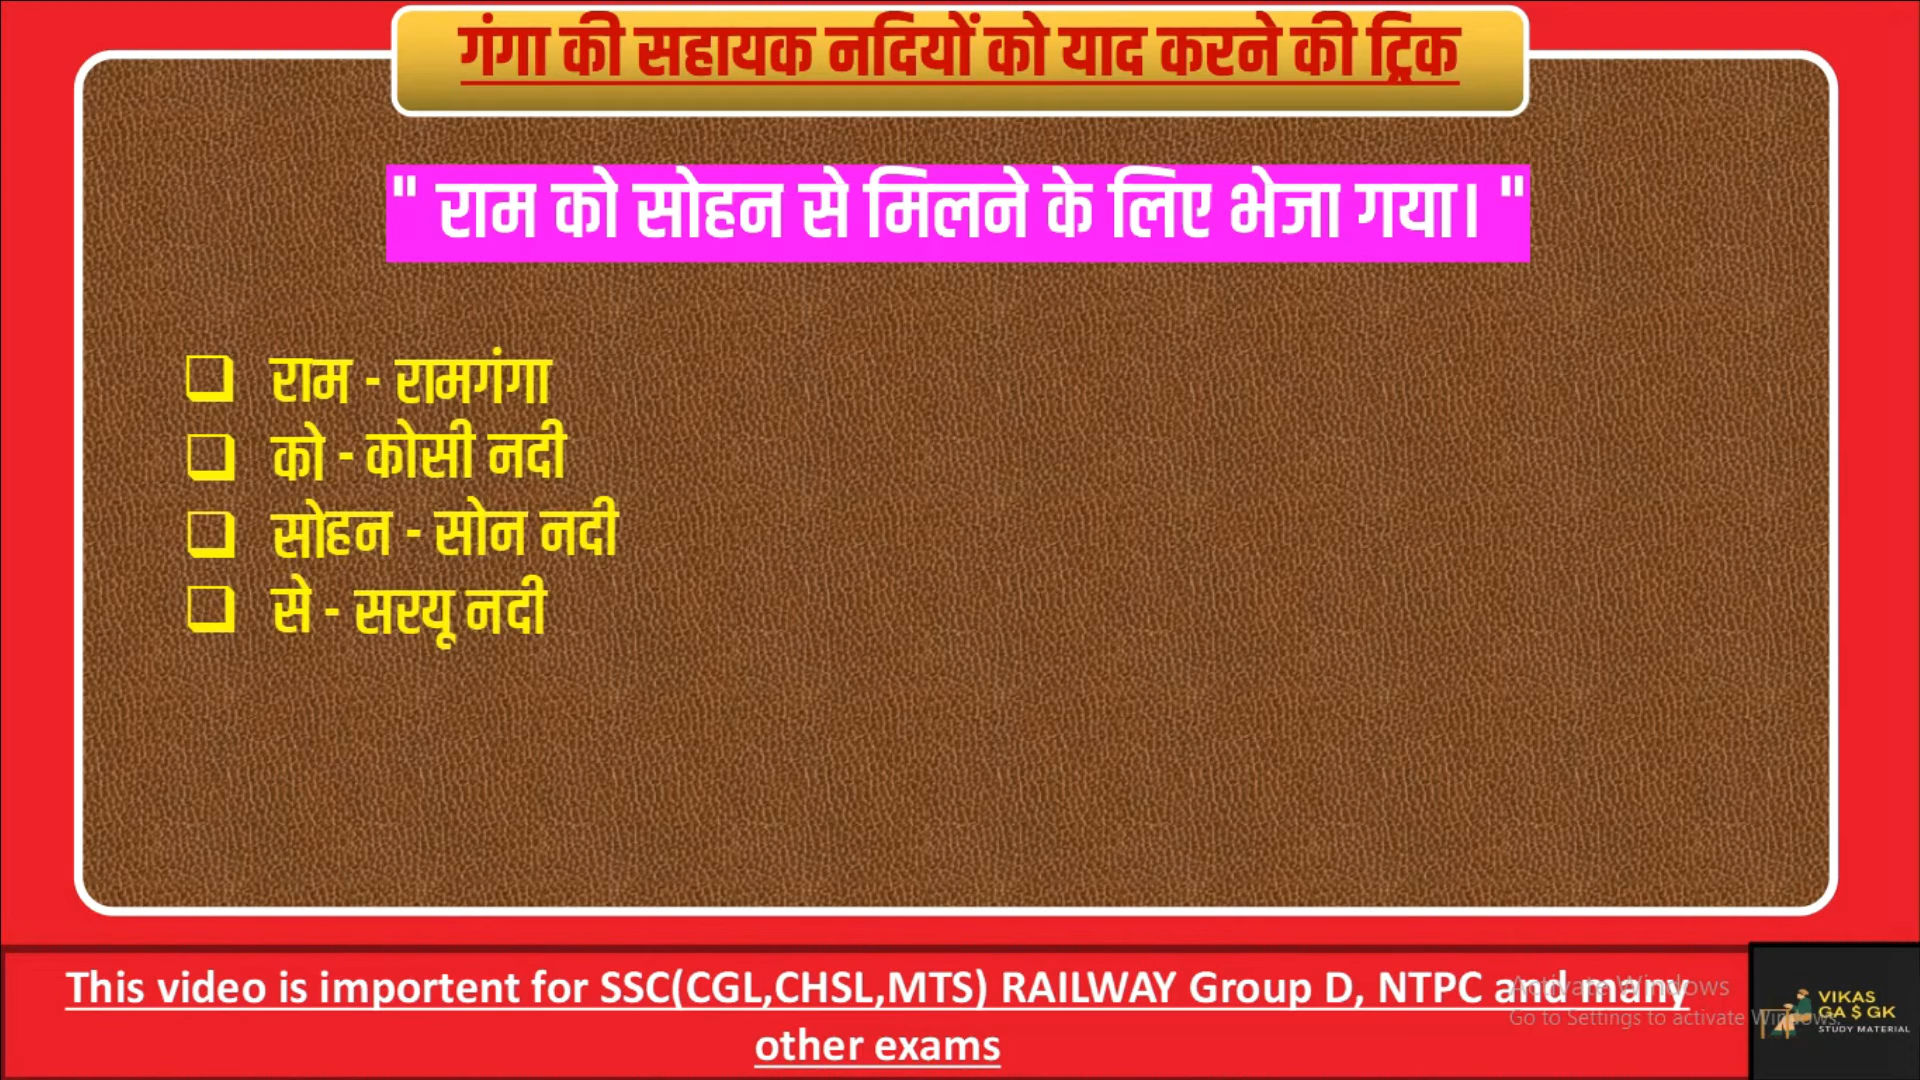 गंगा की सहायक नदियों को याद करने की ट्रिक
" राम को सोहन से मिलने के लिए भेजा गया। "
❑ राम - रामगंगा
❑ को - कोसी नदी
❑ सोहन - सोन नदी
❑ से - सरयू नदी
This video is importent for SSC(CGL,CHSL,MTS) RAILWAY Group D, NTPC and many
other exams
Activate Windows
Go to Settings to activate Windows.
VIKAS
GA $ GK
STUDY MATERIAL